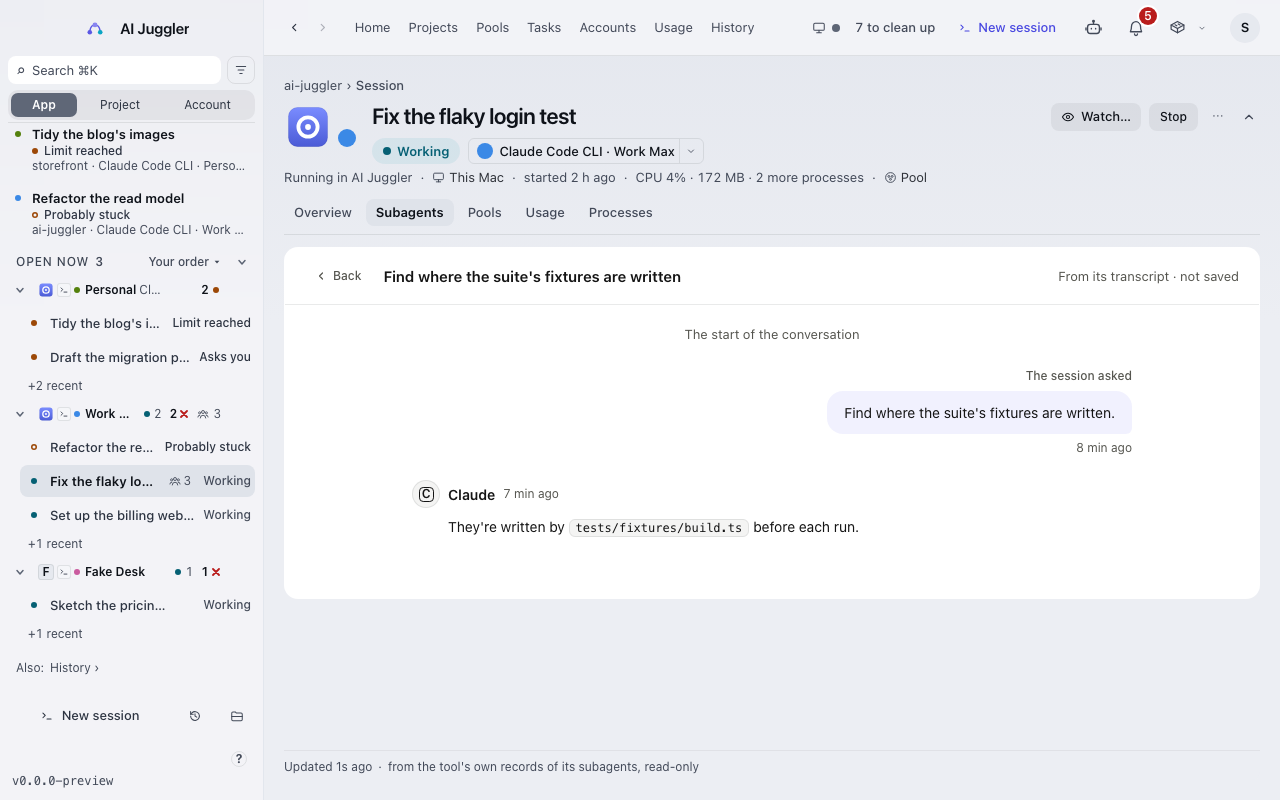 AI Juggler
Search ⌘K
App Project Account
Tidy the blog's images
Limit reached
storefront · Claude Code CLI · Perso...
Refactor the read model
Probably stuck
ai-juggler · Claude Code CLI · Work ...
OPEN NOW 3 Your order
Personal Cl... 2
Tidy the blog's i... Limit reached
Draft the migration p... Asks you
+2 recent
Work ... 2 2 3
Refactor the re... Probably stuck
Fix the flaky lo... 3 Working
Set up the billing web... Working
+1 recent
F Fake Desk 1 1
Sketch the pricin... Working
+1 recent
Also: History ›
New session
?
v0.0.0-preview
Home Projects Pools Tasks Accounts Usage History
7 to clean up
New session
5
S
ai-juggler › Session
Fix the flaky login test
Watch... Stop ...
Working Claude Code CLI · Work Max
Running in AI Juggler · This Mac · started 2 h ago · CPU 4% · 172 MB · 2 more processes · Pool
Overview Subagents Pools Usage Processes
Back Find where the suite's fixtures are written From its transcript · not saved
The start of the conversation
The session asked
Find where the suite's fixtures are written.
8 min ago
C Claude 7 min ago
They're written by tests/fixtures/build.ts before each run.
Updated 1s ago · from the tool's own records of its subagents, read-only